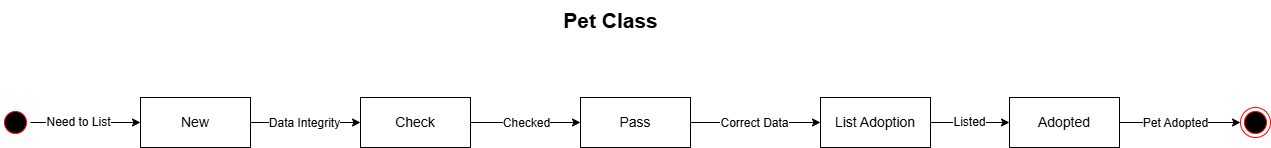 Pet Class
Need to List
New
Data Integrity
Check
Checked
Pass
Correct Data
List Adoption
Listed
Adopted
Pet Adopted